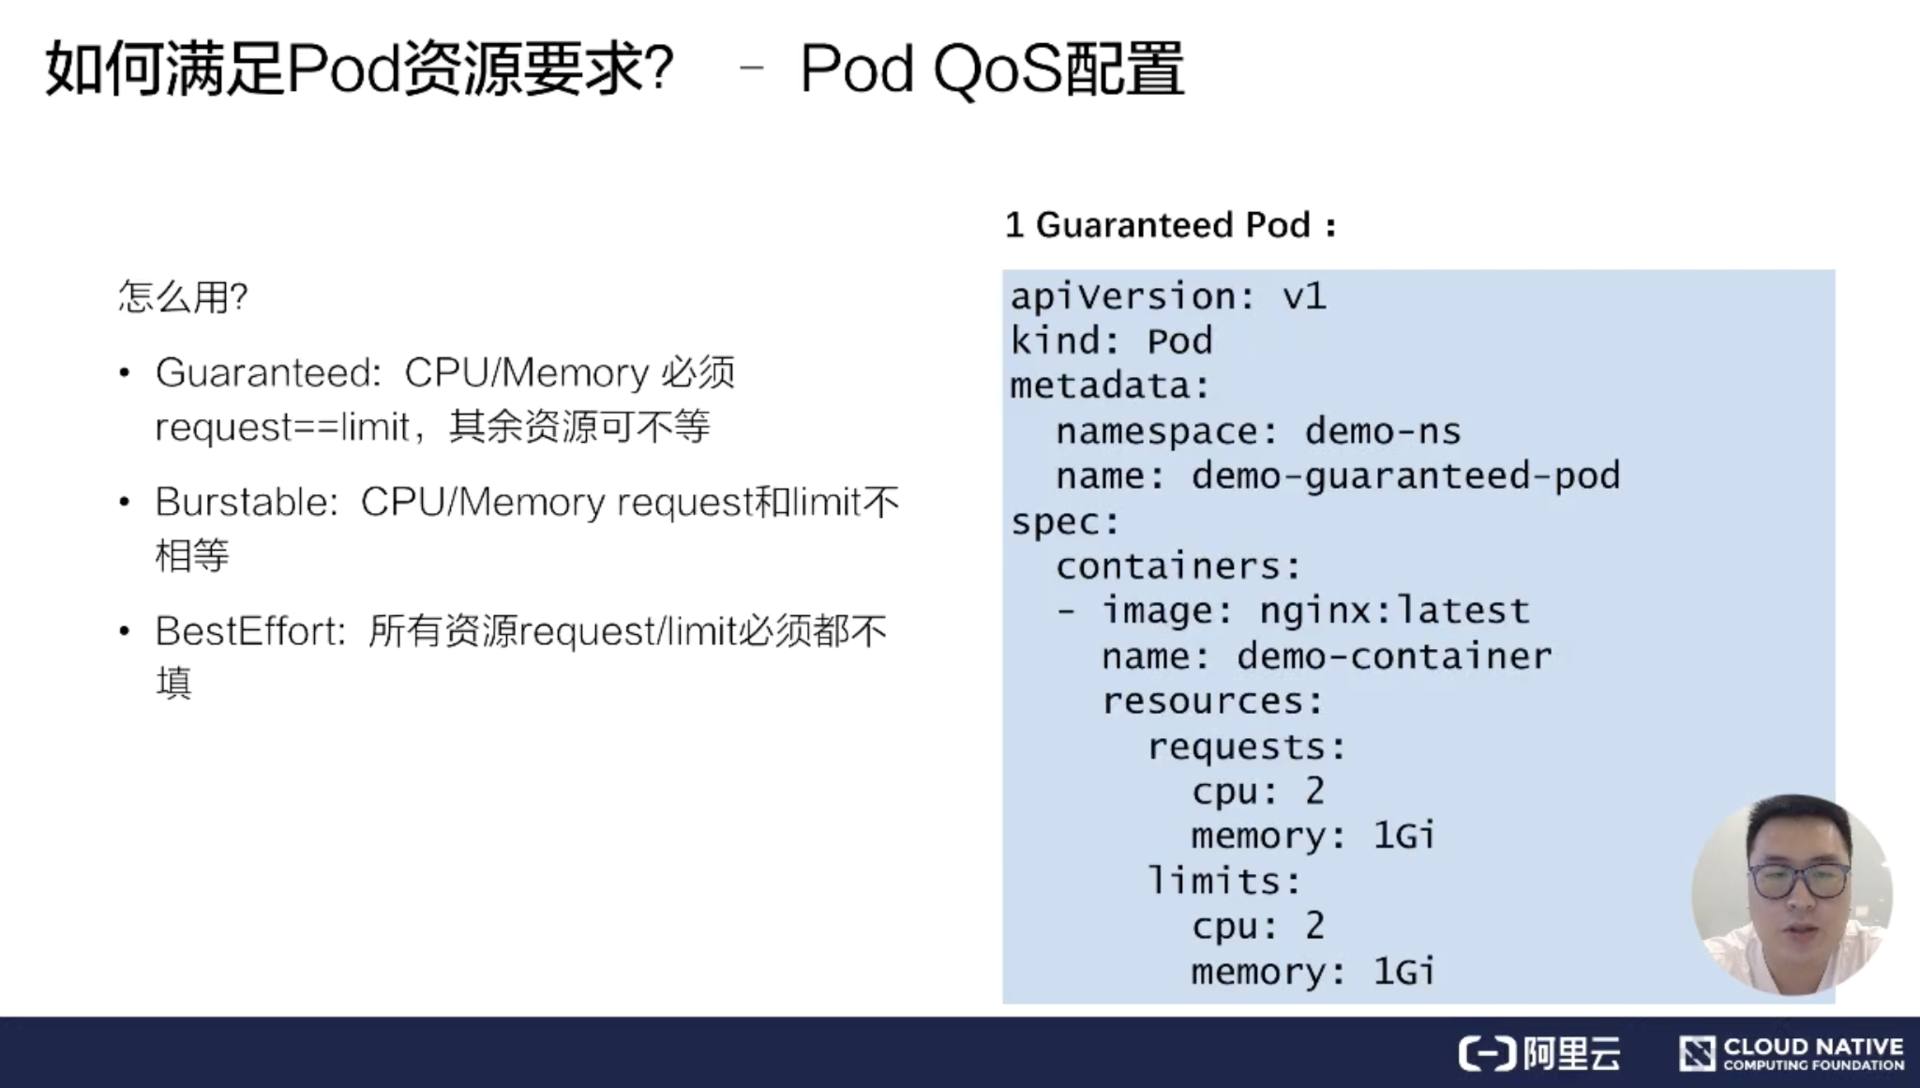 如何满足Pod资源要求? - Pod QoS配置
怎么用?
• Guaranteed: CPU/Memory 必须
request==limit，其余资源可不等
• Burstable: CPU/Memory request和limit不
相等
• BestEffort: 所有资源request/limit必须都不
填
1 Guaranteed Pod：
apiVersion: v1
kind: Pod
metadata:
  namespace: demo-ns
  name: demo-guaranteed-pod
spec:
  containers:
  - image: nginx:latest
    name: demo-container
    resources:
      requests:
        cpu: 2
        memory: 1Gi
      limits:
        cpu: 2
        memory: 1Gi
阿里云
CLOUD NATIVE
COMPUTING FOUNDATION